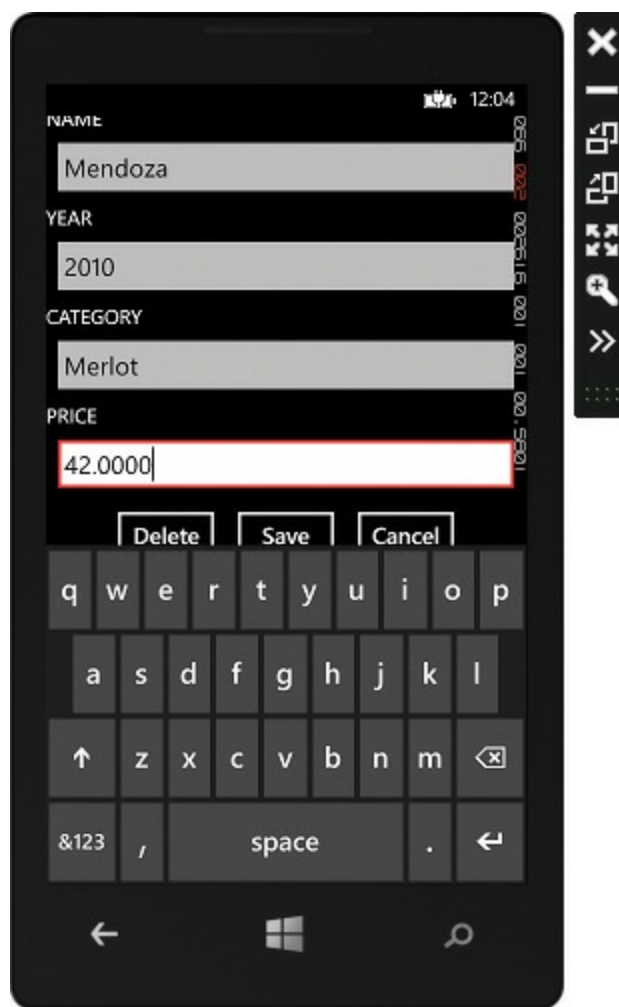 12:04
NAME
Mendoza
YEAR
2010
CATEGORY
Merlot
PRICE
42.0000
Delete Save Cancel
q w e r t y u i o p
a s d f g h j k l
z x c v b n m
&123 , space .